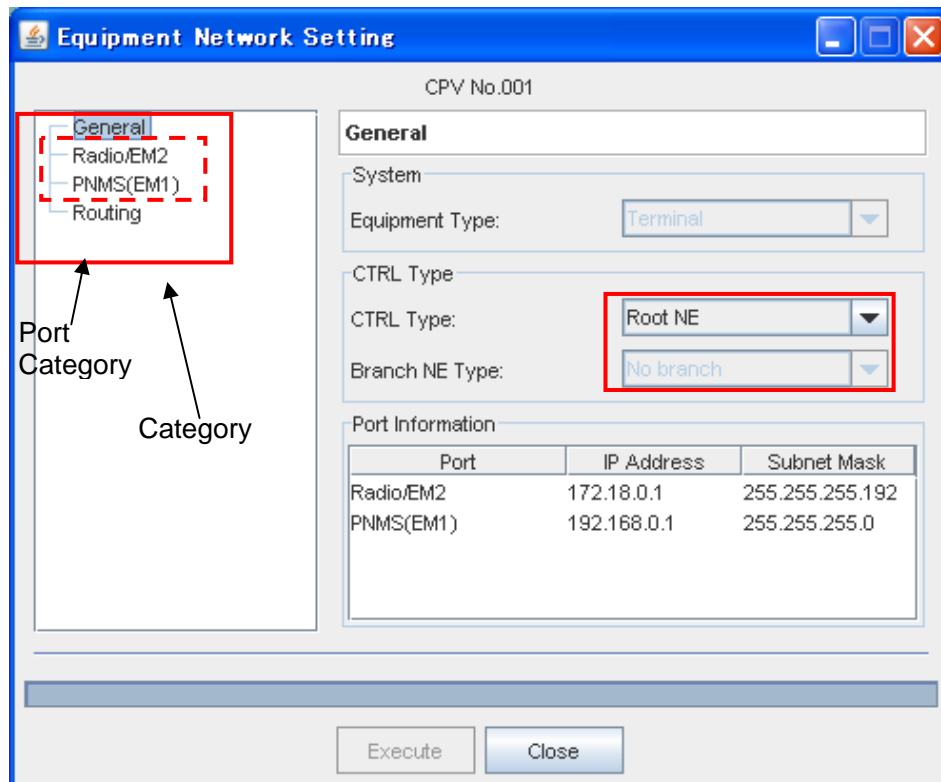 Equipment Network Setting
CPV No.001
General
Radio/EM2
PNMS(EM1)
Routing
Port
Category
Category
General
System
Equipment Type: Terminal
CTRL Type
CTRL Type: Root NE
Branch NE Type: No branch
Port Information
Port IP Address Subnet Mask
Radio/EM2 172.18.0.1 255.255.255.192
PNMS(EM1) 192.168.0.1 255.255.255.0
Execute Close